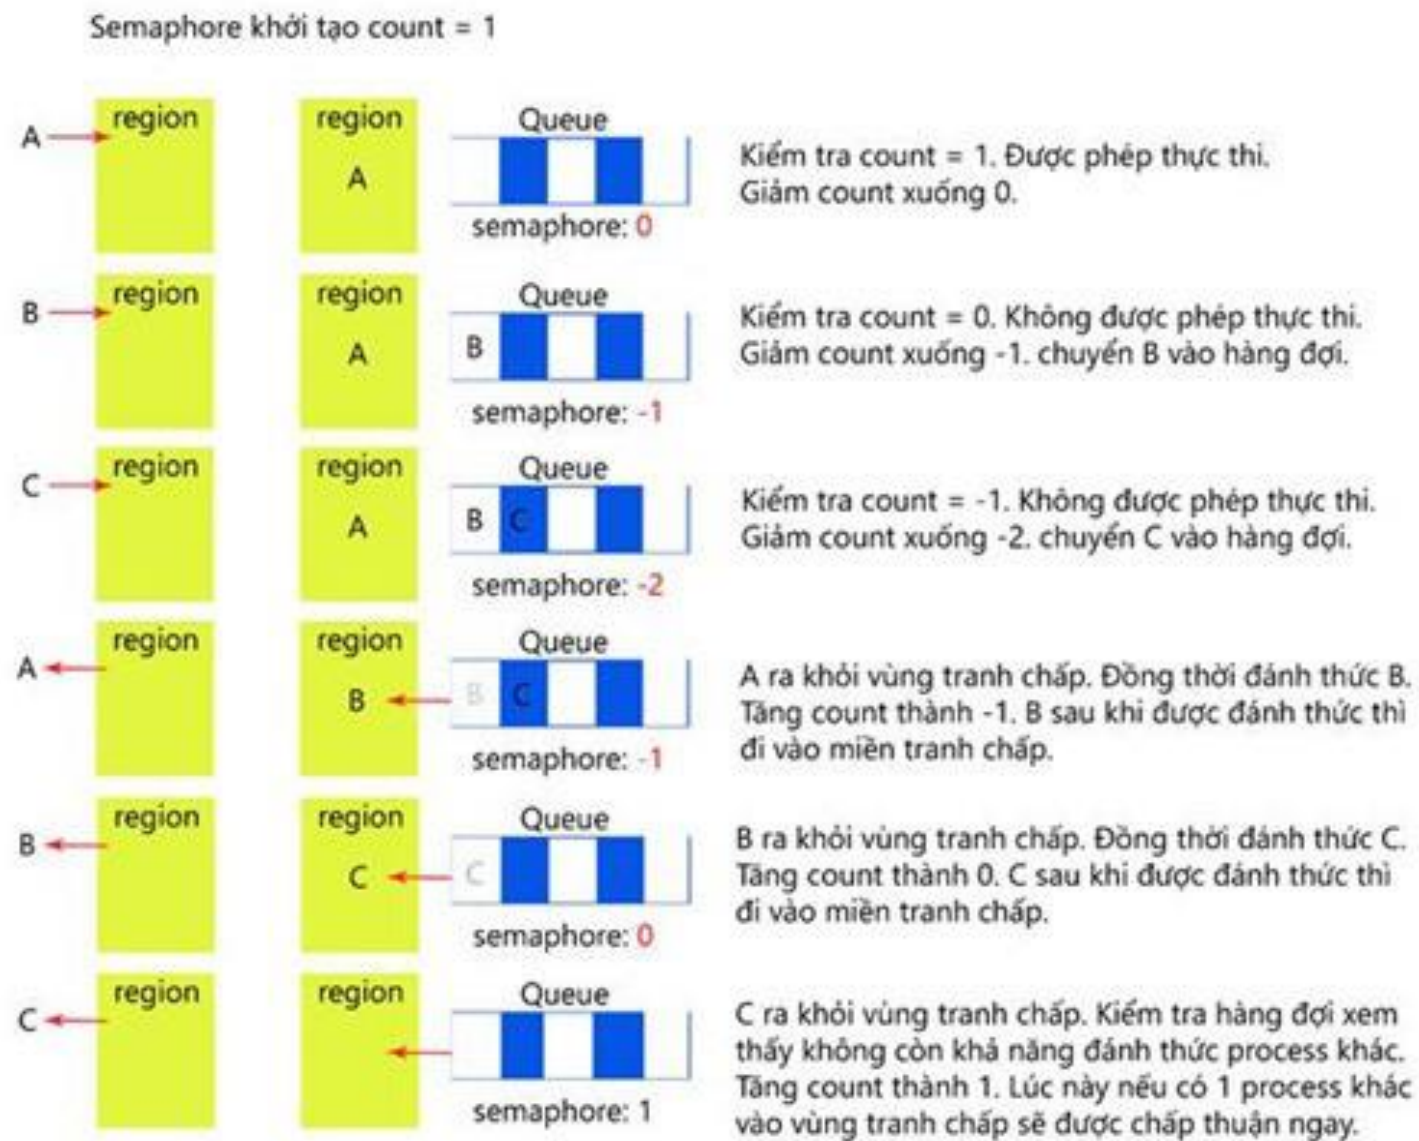 Semaphore khởi tạo count = 1
A
region
region
A
Queue
semaphore: 0
Kiểm tra count = 1. Được phép thực thi.
Giảm count xuống 0.
B
region
region
A
Queue
B
semaphore: -1
Kiểm tra count = 0. Không được phép thực thi.
Giảm count xuống -1. chuyển B vào hàng đợi.
C
region
region
A
Queue
B C
semaphore: -2
Kiểm tra count = -1. Không được phép thực thi.
Giảm count xuống -2. chuyển C vào hàng đợi.
A
region
region
B
Queue
B C
semaphore: -1
A ra khỏi vùng tranh chấp. Đồng thời đánh thức B.
Tăng count thành -1. B sau khi được đánh thức thì
đi vào miền tranh chấp.
B
region
region
C
Queue
C
semaphore: 0
B ra khỏi vùng tranh chấp. Đồng thời đánh thức C.
Tăng count thành 0. C sau khi được đánh thức thì
đi vào miền tranh chấp.
C
region
region
Queue
semaphore: 1
C ra khỏi vùng tranh chấp. Kiểm tra hàng đợi xem
thấy không còn khả năng đánh thức process khác.
Tăng count thành 1. Lúc này nếu có 1 process khác
vào vùng tranh chấp sẽ được chấp thuận ngay.